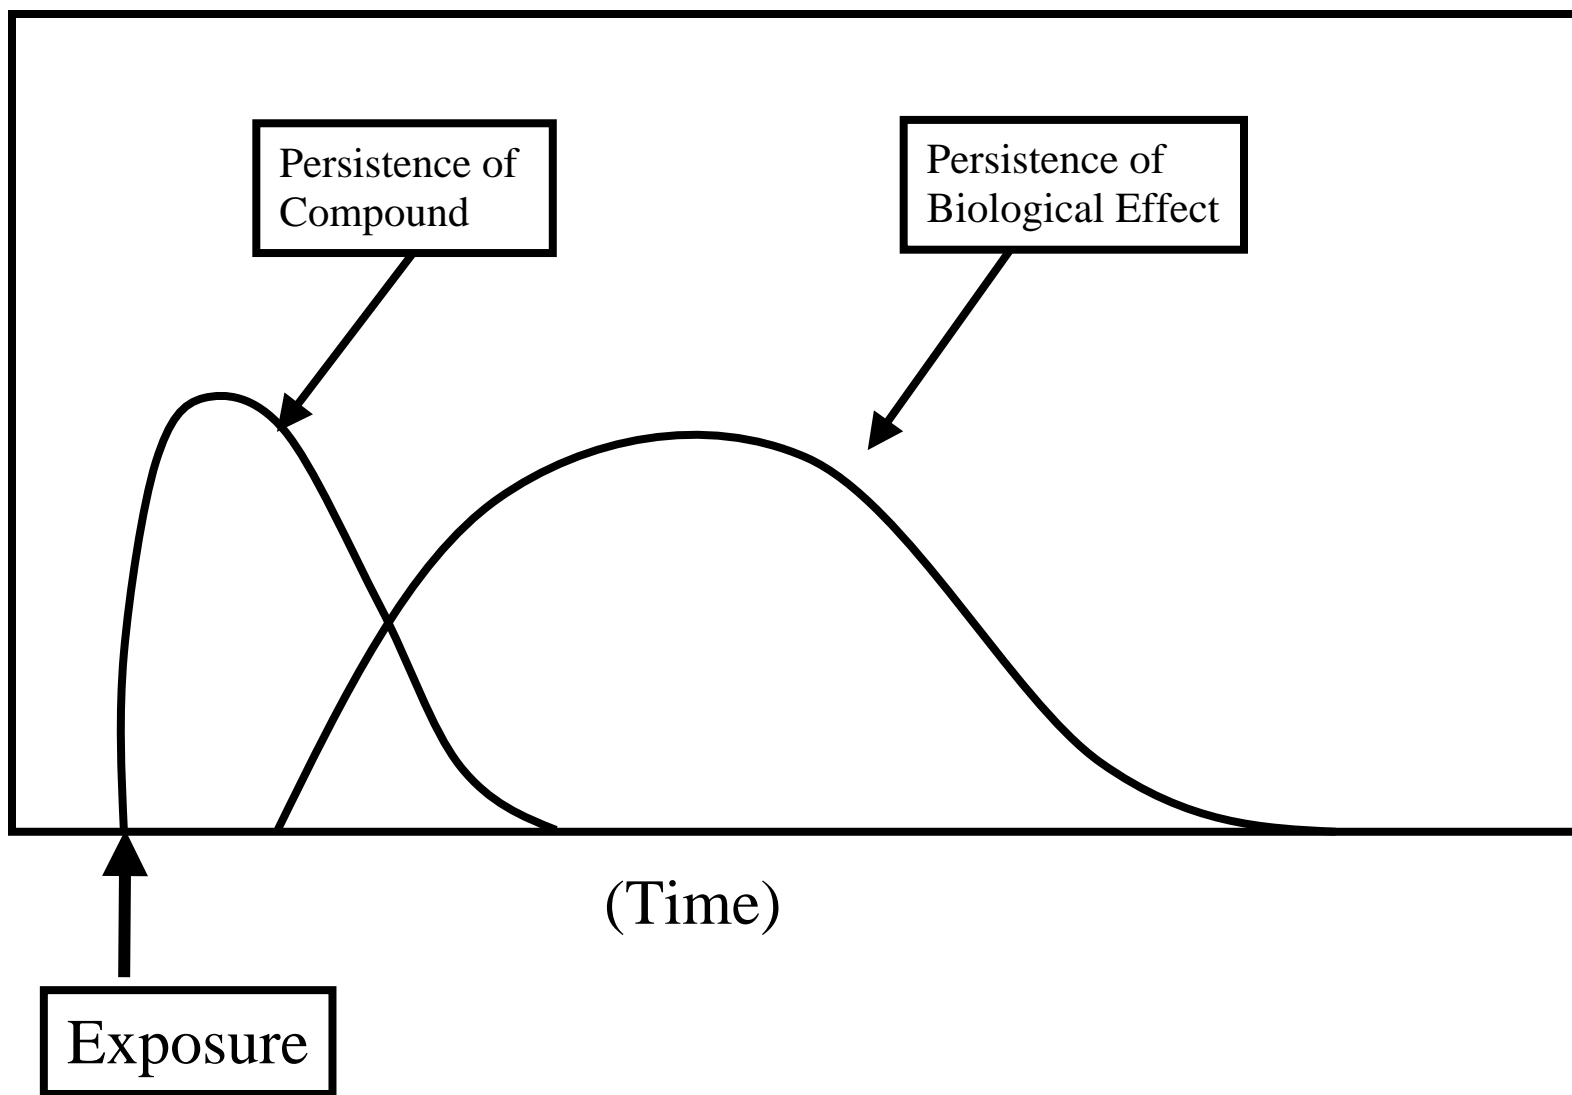 Persistence of
Compound
Persistence of
Biological Effect
(Time)
Exposure